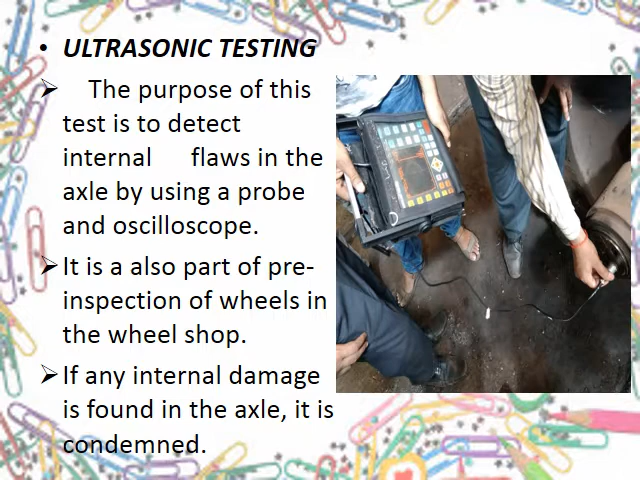 • ULTRASONIC TESTING
➢ The purpose of this
test is to detect
internal flaws in the
axle by using a probe
and oscilloscope.
➢ It is a also part of pre-
inspection of wheels in
the wheel shop.
➢ If any internal damage
is found in the axle, it is
condemned.